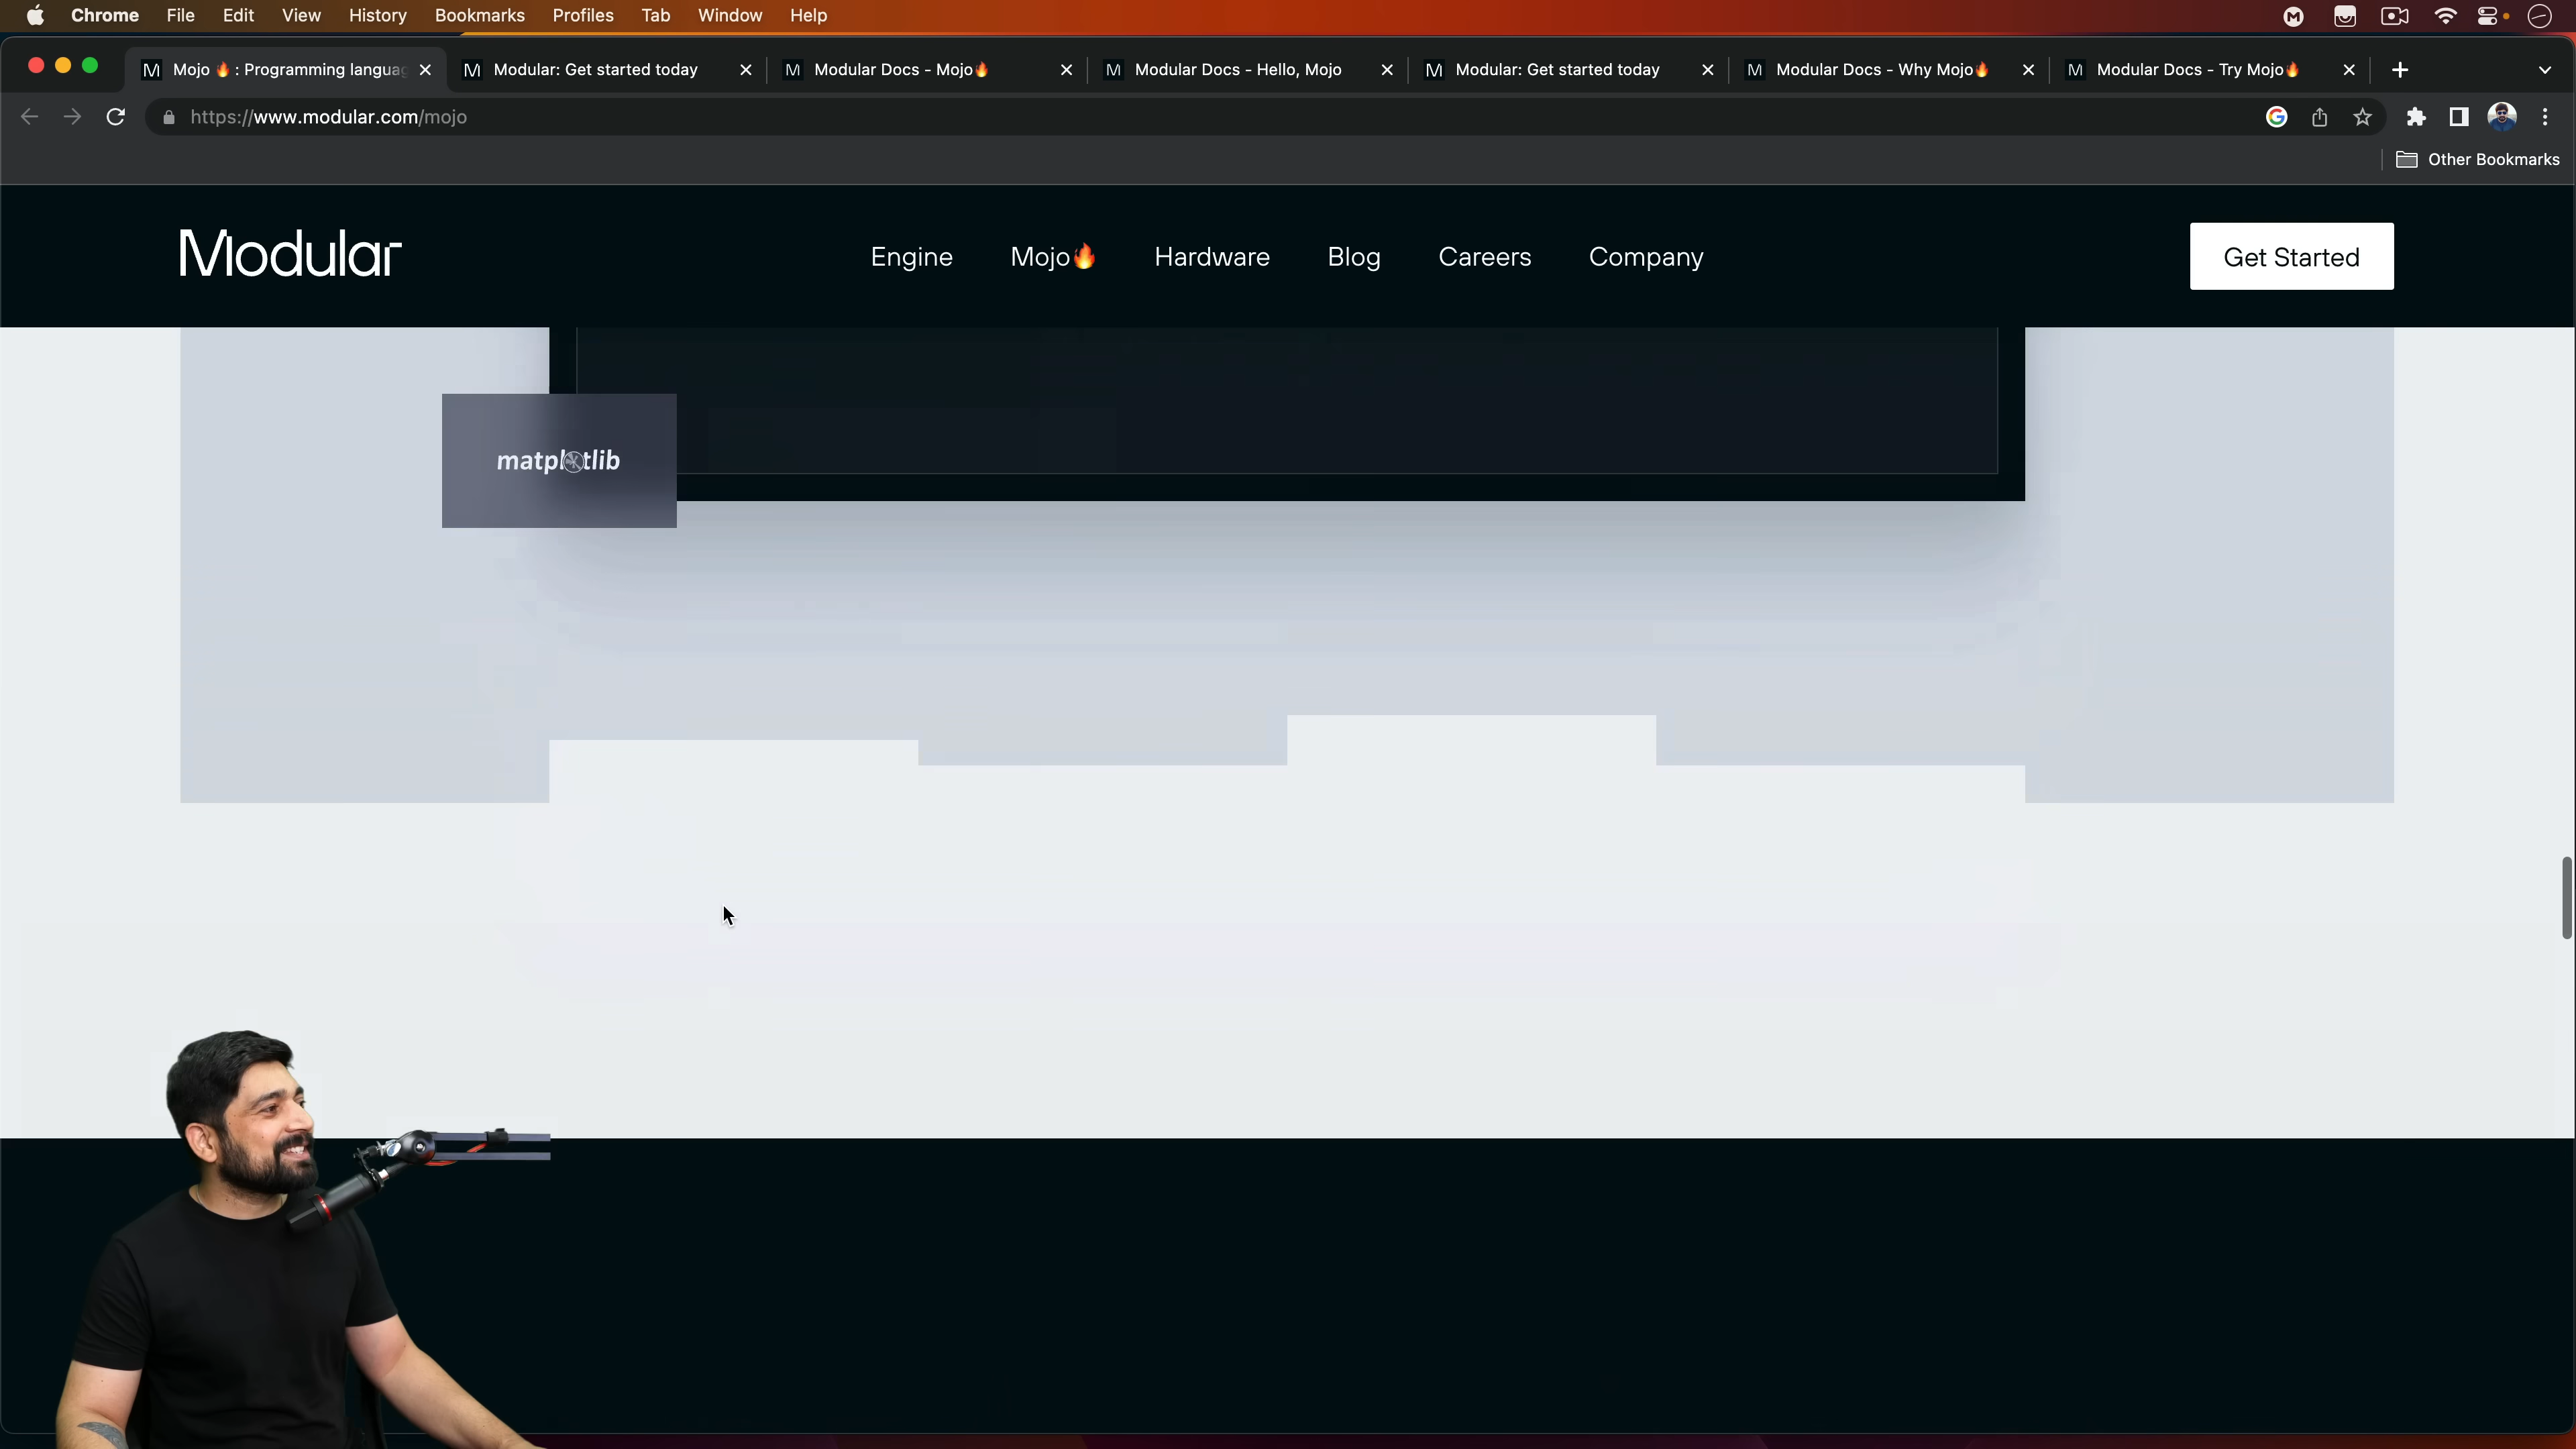 Chrome File Edit View History Bookmarks Profiles Tab Window Help
Mojo 🔥 : Programming languag
Modular: Get started today
Modular Docs - Mojo🔥
Modular Docs - Hello, Mojo
Modular: Get started today
Modular Docs - Why Mojo🔥
Modular Docs - Try Mojo🔥
https://www.modular.com/mojo
Other Bookmarks
Modular
Engine Mojo🔥 Hardware Blog Careers Company
Get Started
matplotlib